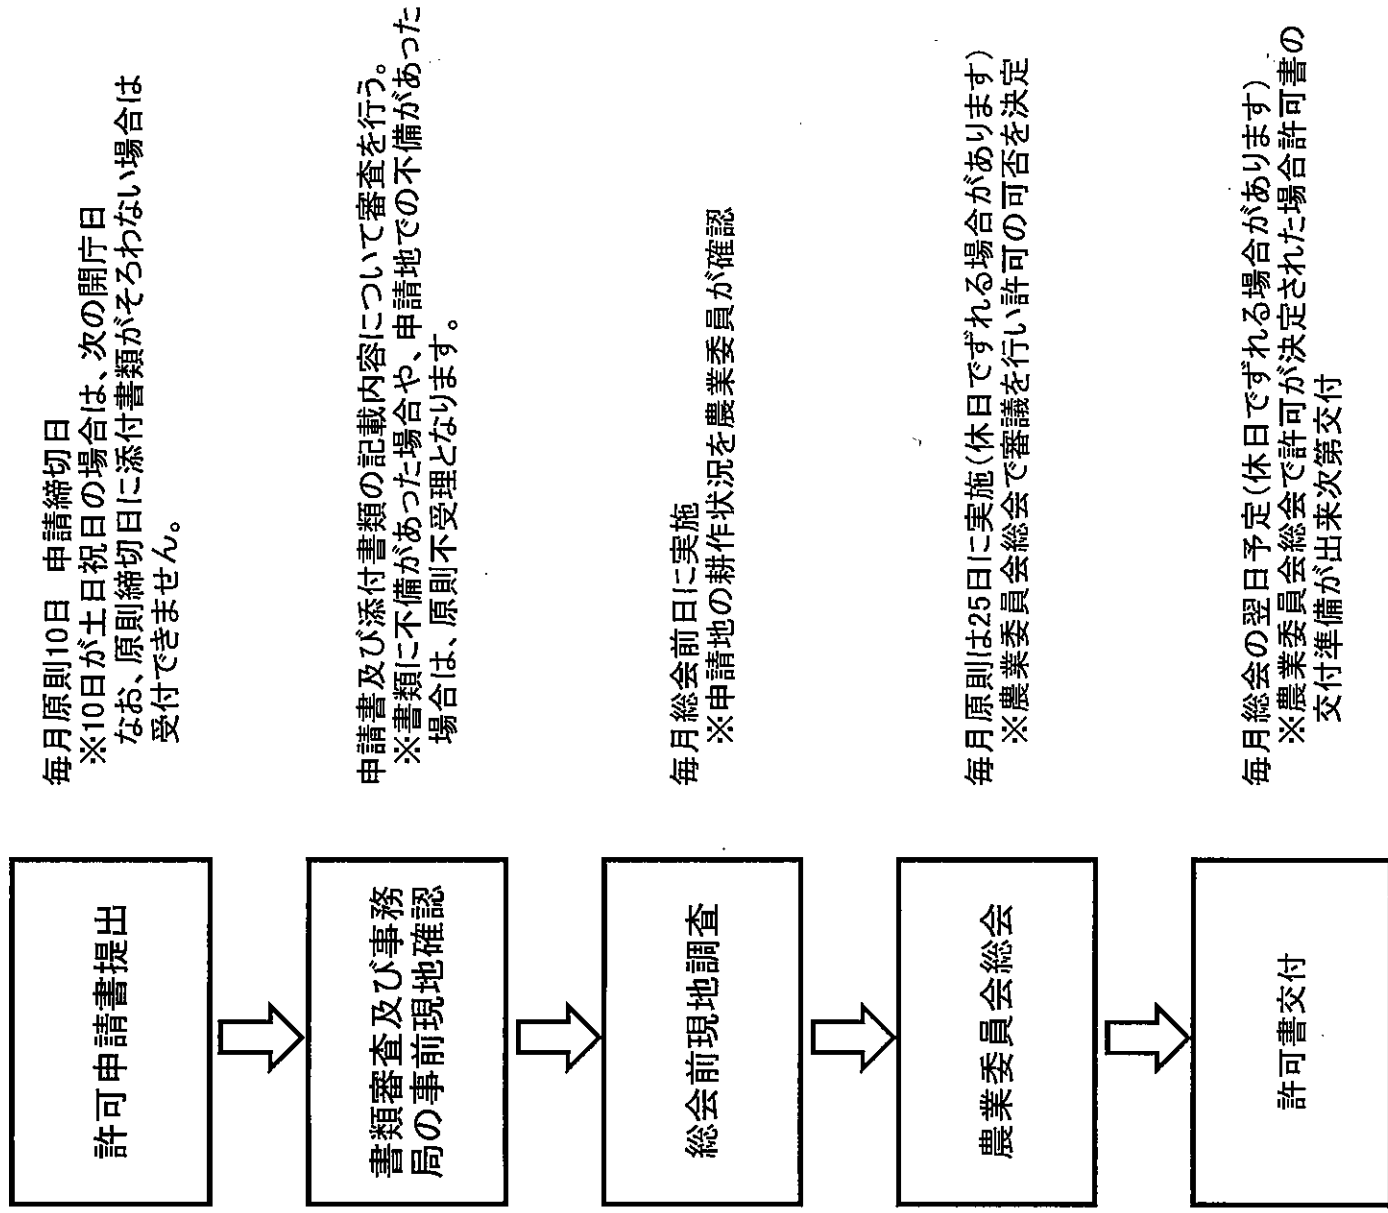 許可申請書提出
毎月原則10日 申請締切日
※10日が土日祝日の場合は、次の開庁日
なお、原則締切日に添付書類がそろわない場合は
受付できません。
書類審査及び事務
局の事前現地確認
申請書及び添付書類の記載内容について審査を行う。
※書類に不備があった場合や、申請地での不備があった
場合は、原則不受理となります。
総会前現地調査
毎月総会前日に実施
※申請地の耕作状況を農業委員が確認
農業委員会総会
毎月原則は25日に実施(休日でずれる場合があります)
※農業委員会総会で審議を行い許可の可否を決定
許可書交付
毎月総会の翌日予定(休日でずれる場合があります)
※農業委員会総会で許可が決定された場合許可書の
交付準備が出来次第交付